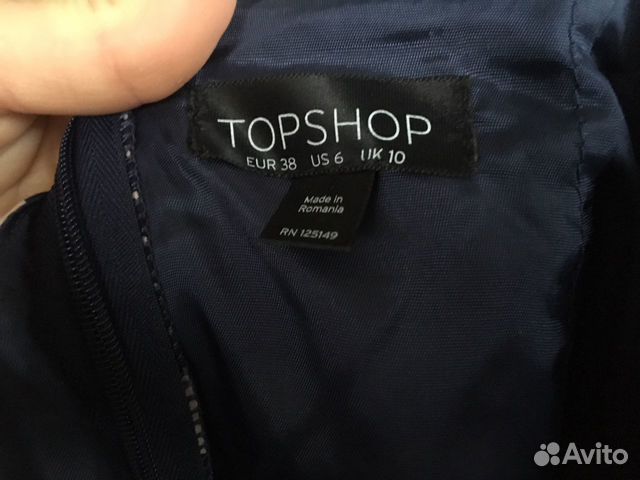 TOPSHOP
EUR 38 US 6 UK 10
Made in
Romania
RN 125149
Avito